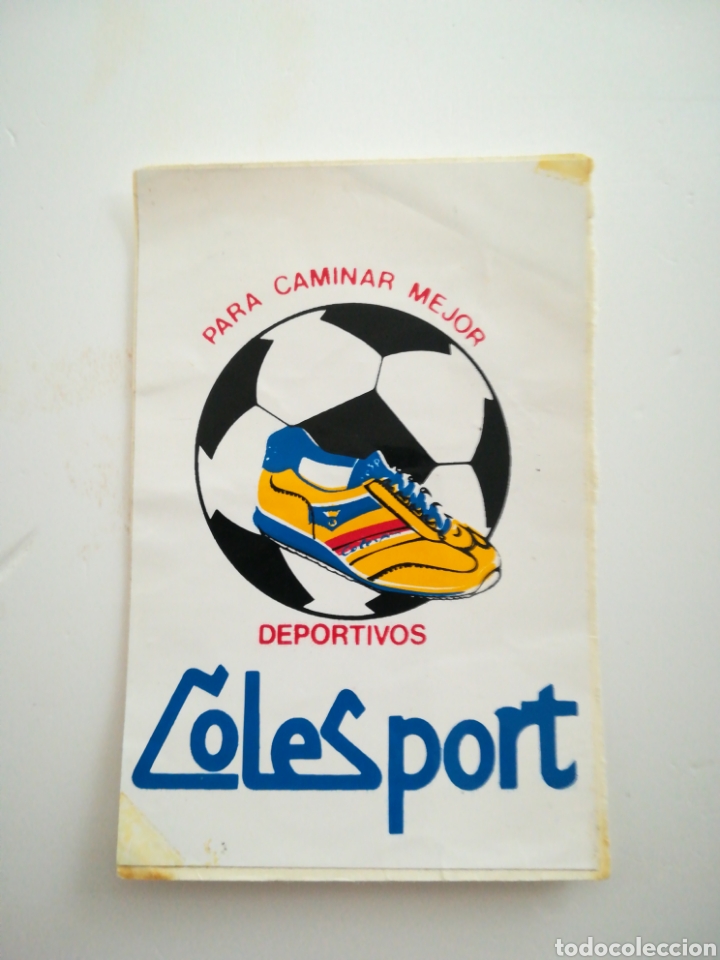 PARA CAMINAR MEJOR
DEPORTIVOS
ColeSport
todocoleccion